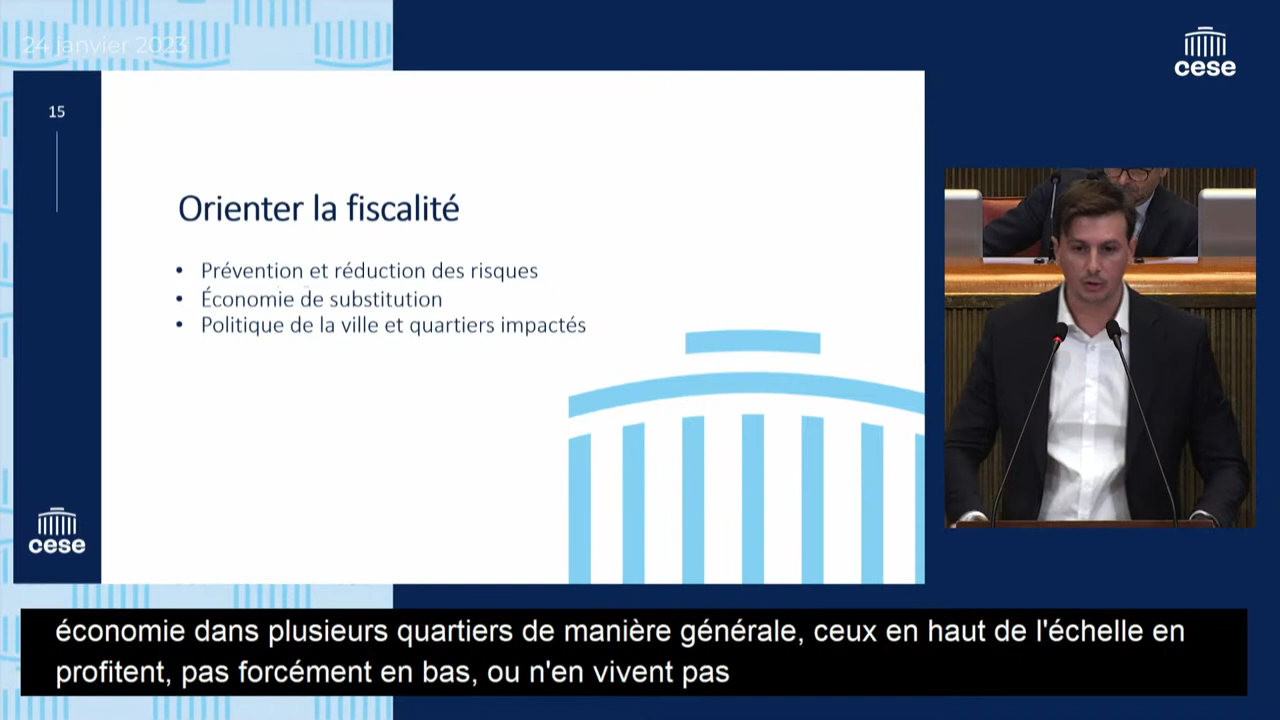 24 janvier 2023
cese
15
Orienter la fiscalité
• Prévention et réduction des risques
• Économie de substitution
• Politique de la ville et quartiers impactés
cese
économie dans plusieurs quartiers de manière générale, ceux en haut de l'échelle en
profitent, pas forcément en bas, ou n'en vivent pas